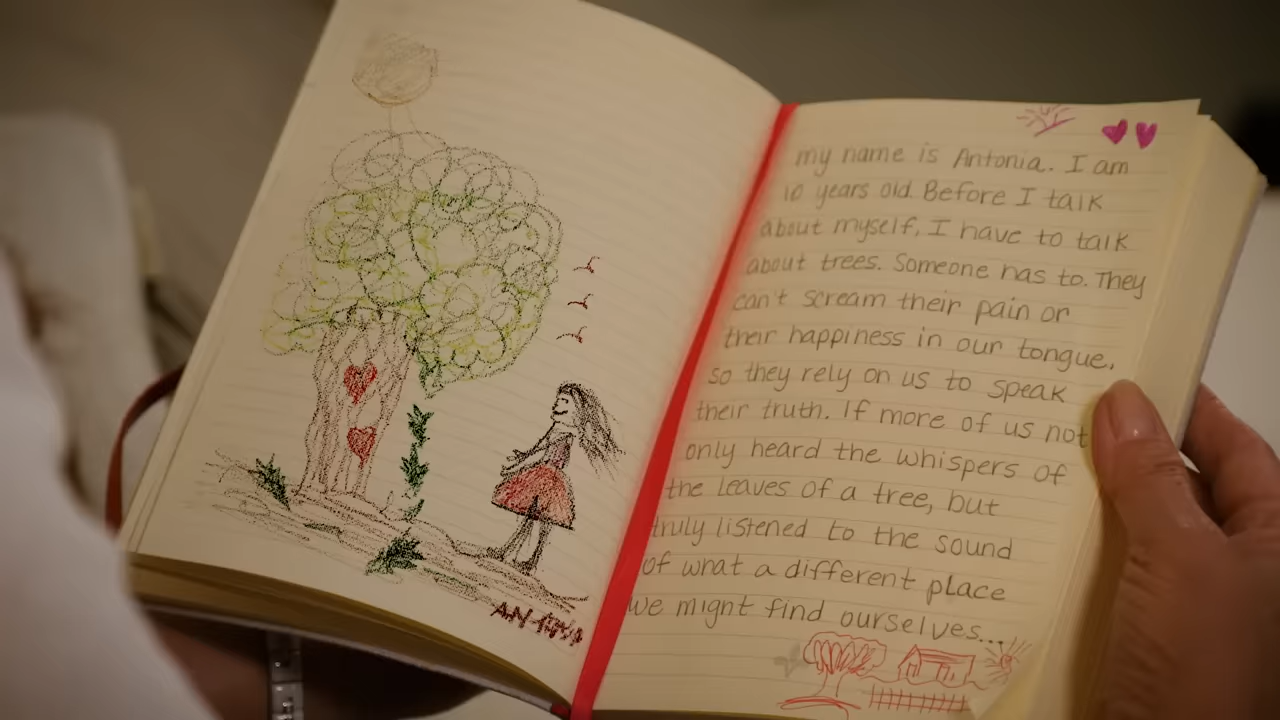 my name is Antonia. I am
10 years old. Before I talk
about myself, I have to talk
about trees. Someone has to. They
can't scream their pain or
their happiness in our tongue,
so they rely on us to speak
their truth. If more of us not
only heard the whispers of
the leaves of a tree, but
truly listened to the sound
of what a different place
we might find ourselves...